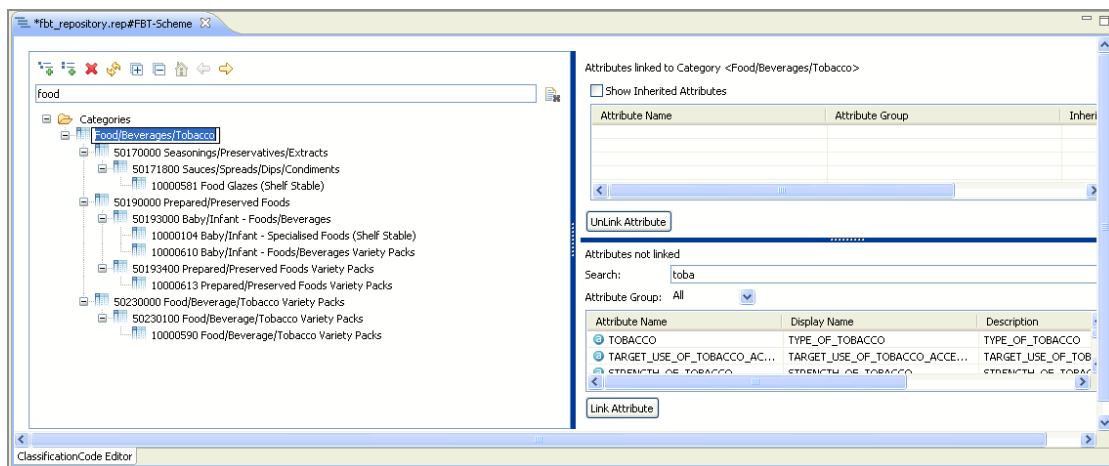 *fbt_repository.rep#FBT-Scheme
food
Categories
Food/Beverages/Tobacco
50170000 Seasonings/Preservatives/Extracts
50171800 Sauces/Spreads/Dips/Condiments
10000581 Food Glazes (Shelf Stable)
50190000 Prepared/Preserved Foods
50193000 Baby/Infant - Foods/Beverages
10000104 Baby/Infant - Specialised Foods (Shelf Stable)
10000610 Baby/Infant - Foods/Beverages Variety Packs
50193400 Prepared/Preserved Foods Variety Packs
10000613 Prepared/Preserved Foods Variety Packs
50230000 Food/Beverage/Tobacco Variety Packs
50230100 Food/Beverage/Tobacco Variety Packs
10000590 Food/Beverage/Tobacco Variety Packs
Attributes linked to Category <Food/Beverages/Tobacco>
Show Inherited Attributes
Attribute Name Attribute Group Inheri
UnLink Attribute
Attributes not linked
Search: toba
Attribute Group: All
Attribute Name Display Name Description
TOBACCO TYPE_OF_TOBACCO TYPE_OF_TOBACCO
TARGET_USE_OF_TOBACCO_AC... TARGET_USE_OF_TOBACCO_ACCE... TARGET_USE_OF_TOB
STRENGTH_OF_TOBACCO STRENGTH_OF_TOBACCO STRENGTH_OF_TOBAC
Link Attribute
ClassificationCode Editor